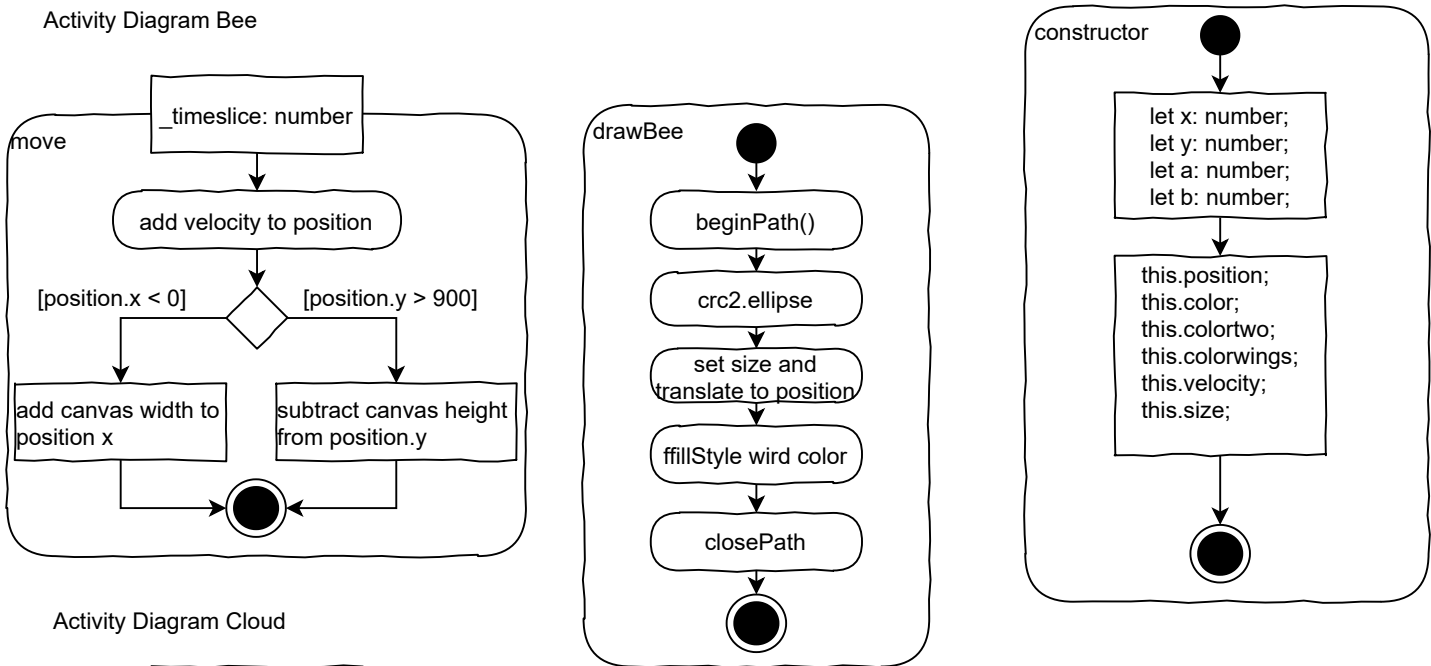 Activity Diagram Bee
move
_timeslice: number
add velocity to position
[position.x < 0]
[position.y > 900]
add canvas width to
position x
subtract canvas height
from position.y
drawBee
beginPath()
crc2.ellipse
set size and
translate to position
ffillStyle wird color
closePath
constructor
let x: number;
let y: number;
let a: number;
let b: number;
this.position;
this.color;
this.colortwo;
this.colorwings;
this.velocity;
this.size;
Activity Diagram Cloud